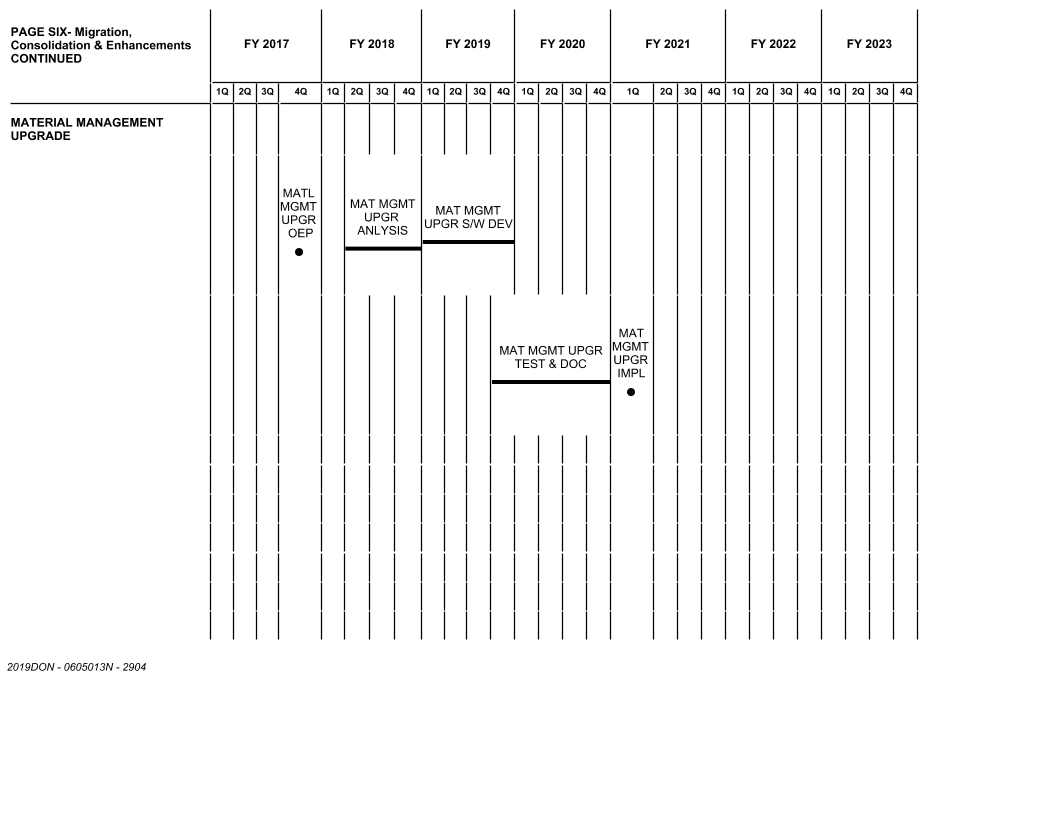 PAGE SIX- Migration,
Consolidation & Enhancements
CONTINUED
FY 2017 FY 2018 FY 2019 FY 2020 FY 2021 FY 2022 FY 2023
1Q 2Q 3Q 4Q 1Q 2Q 3Q 4Q 1Q 2Q 3Q 4Q 1Q 2Q 3Q 4Q 1Q 2Q 3Q 4Q 1Q 2Q 3Q 4Q 1Q 2Q 3Q 4Q
MATERIAL MANAGEMENT
UPGRADE
MATL
MGMT
UPGR
OEP
MAT MGMT
UPGR
ANLYSIS
MAT MGMT
UPGR S/W DEV
MAT MGMT UPGR
TEST & DOC
MAT
MGMT
UPGR
IMPL
2019DON - 0605013N - 2904